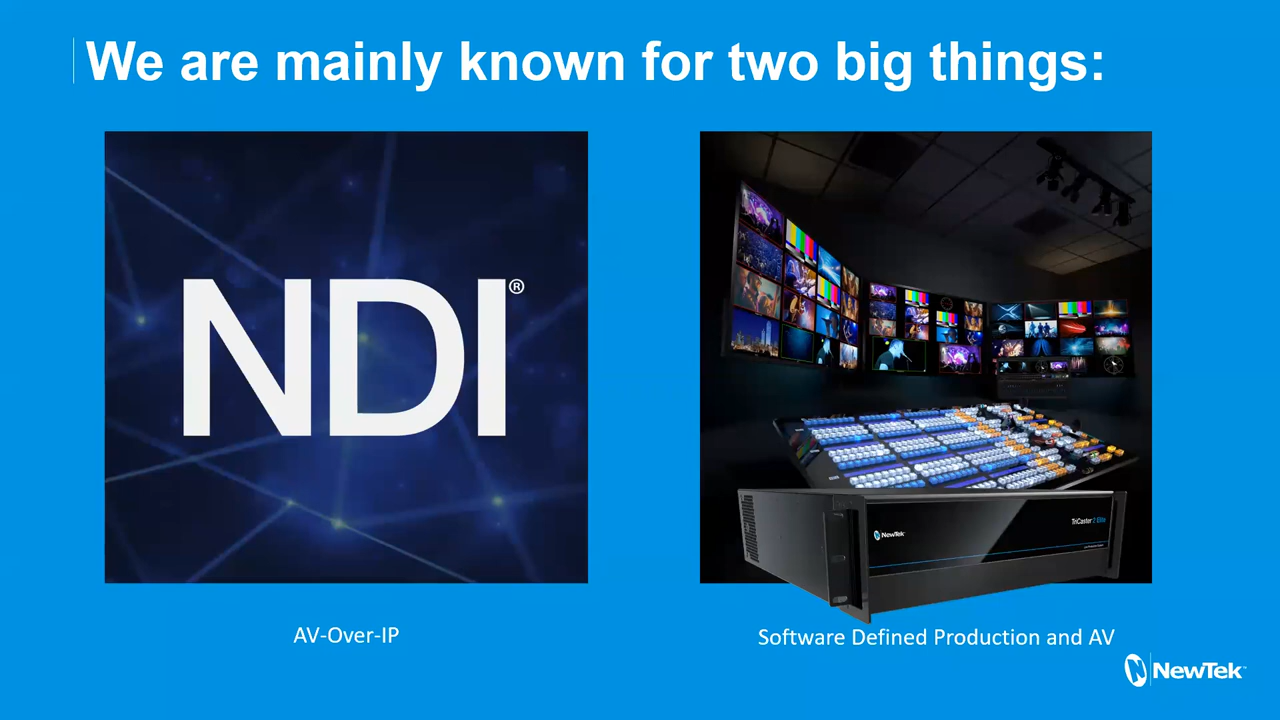 We are mainly known for two big things:
NDI®
NewTek
TriCaster 2 Elite
AV-Over-IP
Software Defined Production and AV
NewTek™